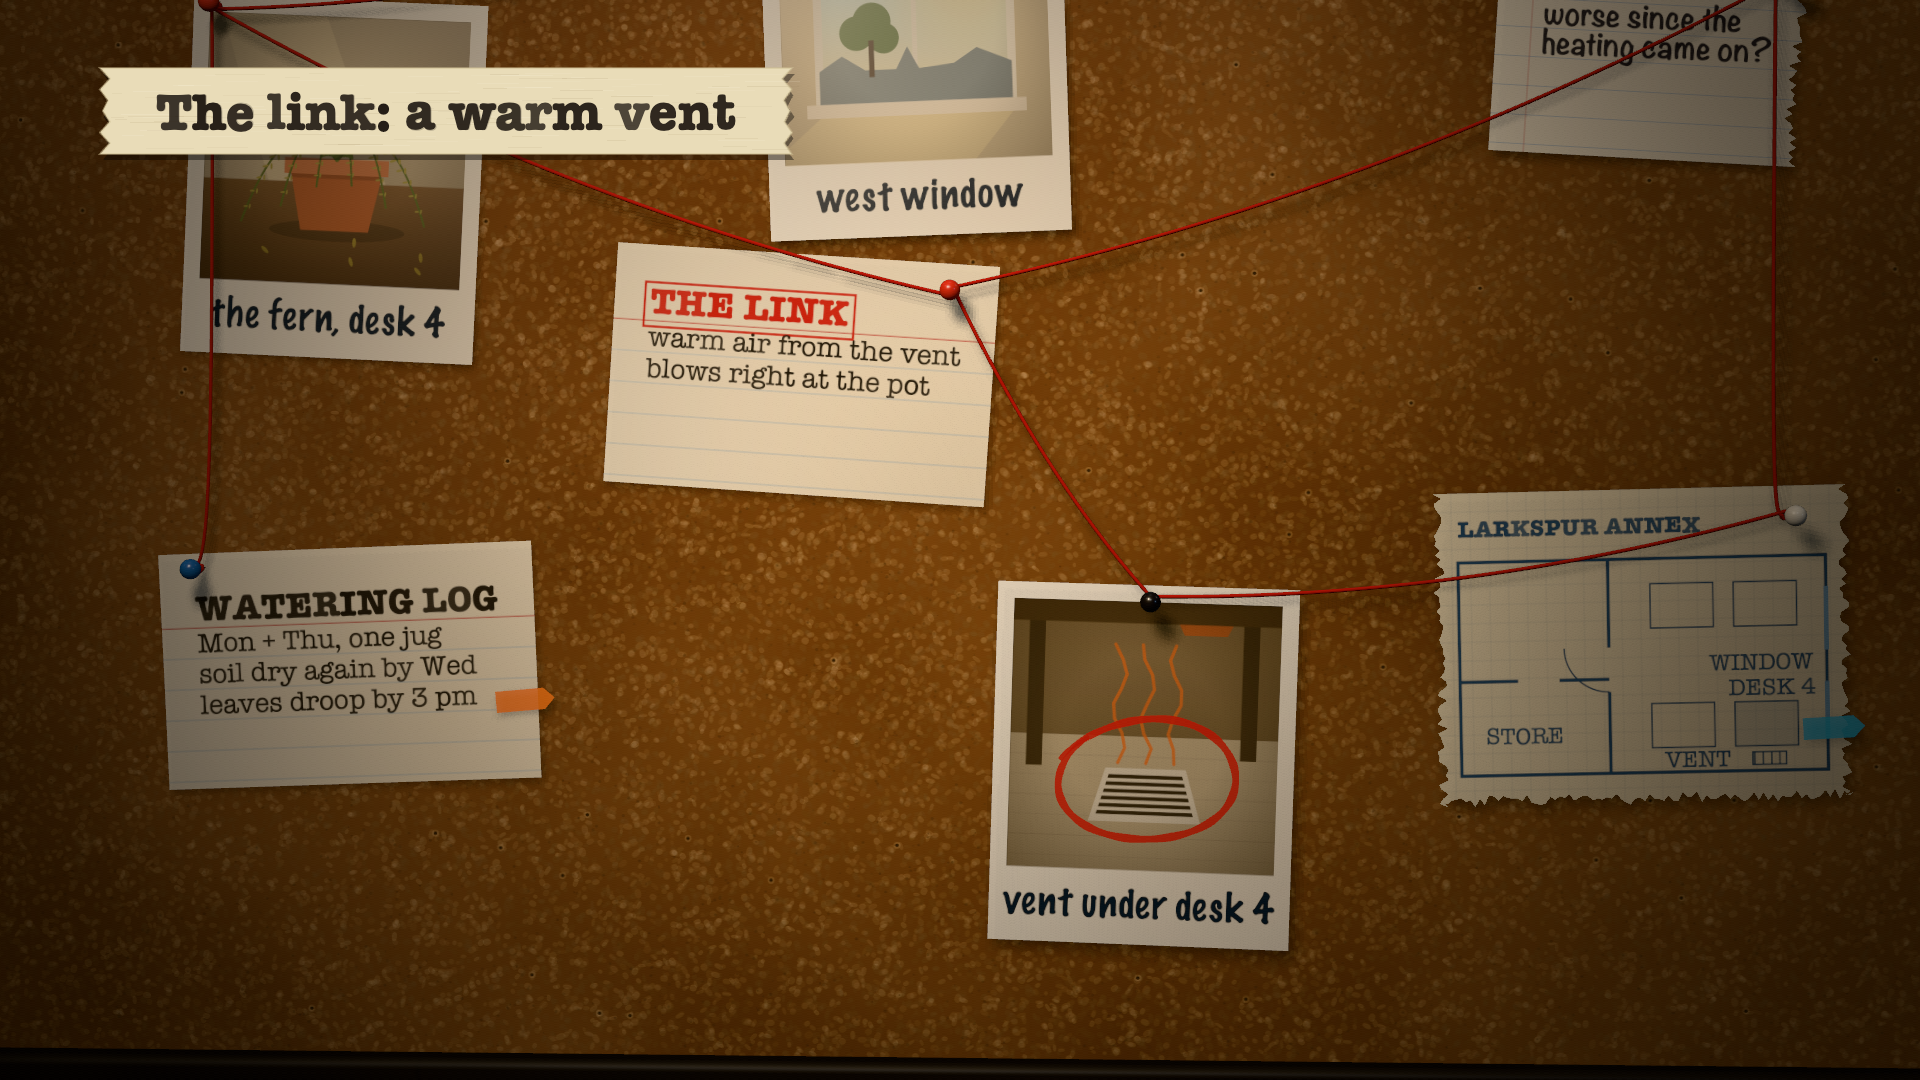 The link: a warm vent
worse since the
heating came on?
west window
the fern, desk 4
THE LINK
warm air from the vent
blows right at the pot
WATERING LOG
Mon + Thu, one jug
soil dry again by Wed
leaves droop by 3 pm
LARKSPUR ANNEX
WINDOW
DESK 4
STORE
VENT
vent under desk 4